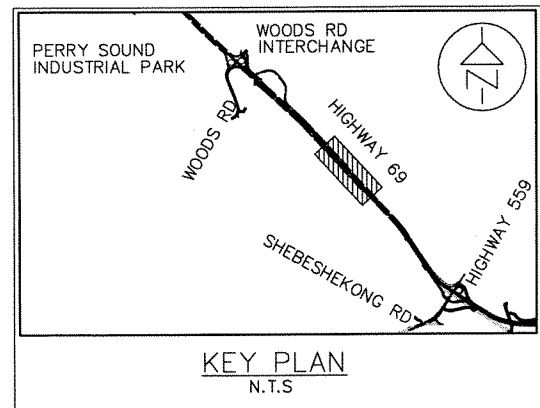 PERRY SOUND
INDUSTRIAL PARK
WOODS RD
INTERCHANGE
N
WOODS RD
HIGHWAY 69
HIGHWAY 559
SHEBESHEKONG RD
KEY PLAN
N.T.S